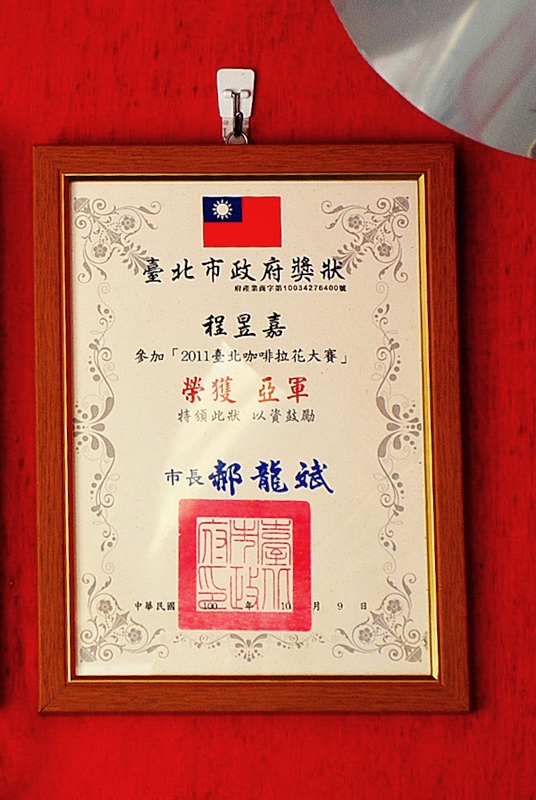 臺北市政府獎狀
府產業商字第10034276400號
程昱嘉
參加「2011臺北咖啡拉花大賽」
榮獲 亞軍
特頒此狀 以資鼓勵
市長 郝龍斌
臺北市政府印
中華民國 100 年 10 月 9 日